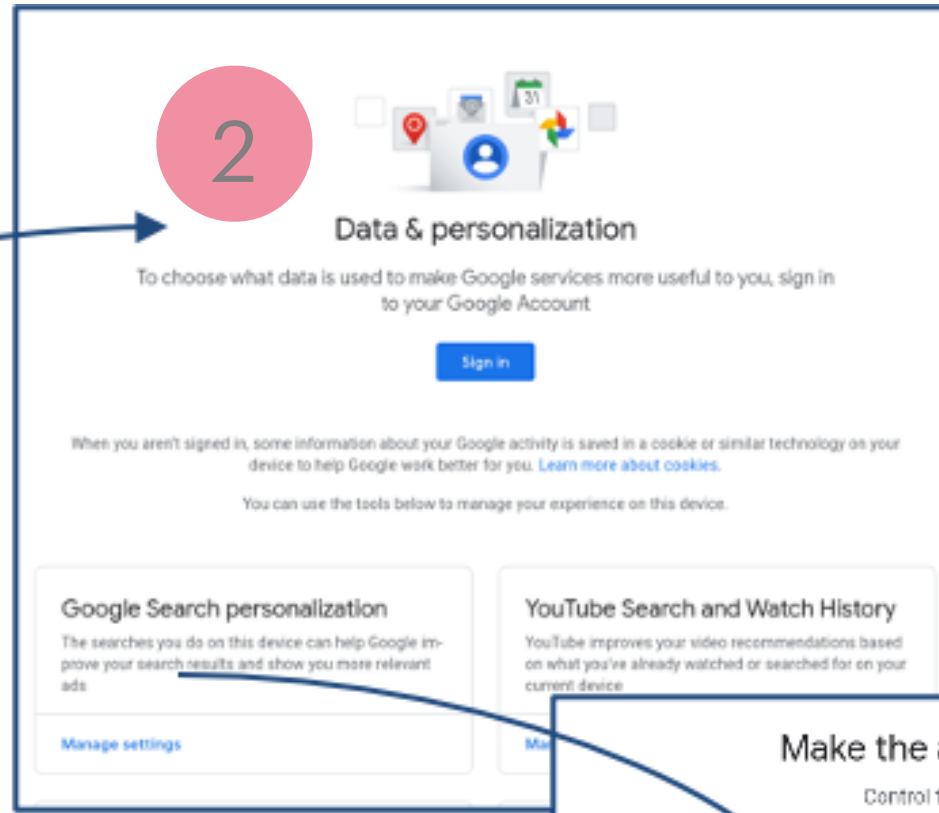 2
31
Data & personalization
To choose what data is used to make Google services more useful to you, sign in
to your Google Account
Sign in
When you aren't signed in, some information about your Google activity is saved in a cookie or similar technology on your
device to help Google work better for you. Learn more about cookies.
You can use the tools below to manage your experience on this device.
Google Search personalization
The searches you do on this device can help Google im-
prove your search results and show you more relevant
ads
Manage settings
YouTube Search and Watch History
YouTube improves your video recommendations based
on what you've already watched or searched for on your
current device
Ma
Make the
Control